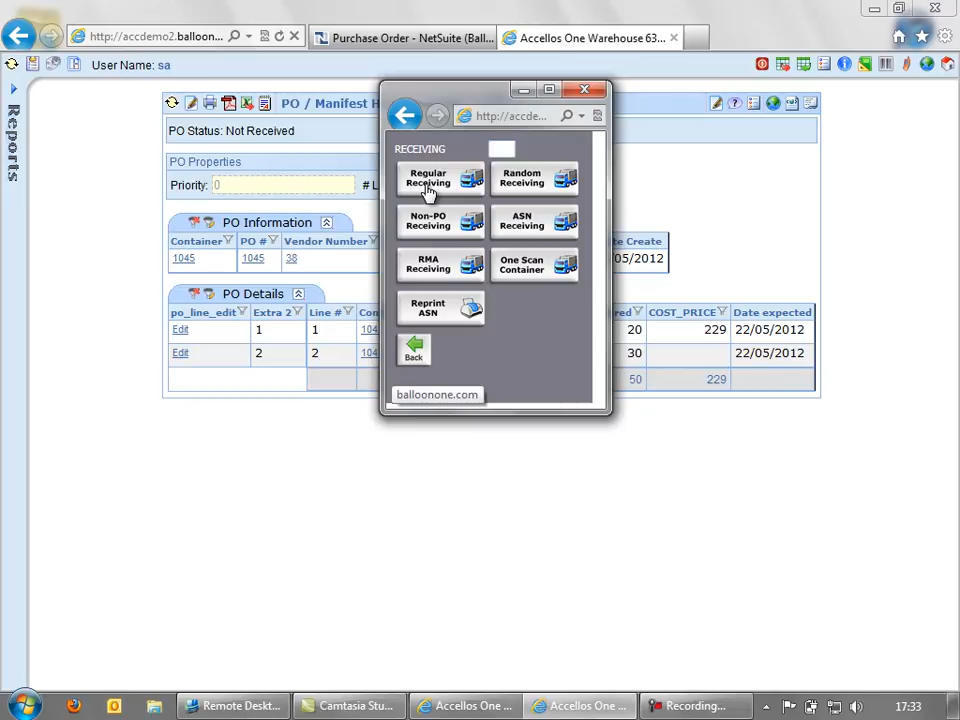 http://accdemo2.balloon...
Purchase Order - NetSuite (Ball...
Accellos One Warehouse 63...
User Name: sa
Reports
PO / Manifest H
PO Status: Not Received
PO Properties
Priority: 0
# L
PO Information
Container
PO #
Vendor Number
te Create
1045
1045
38
05/2012
PO Details
po_line_edit
Extra 2
Line #
Con
red
COST_PRICE
Date expected
Edit
1
1
104
20
229
22/05/2012
Edit
2
2
104
30
22/05/2012
50
229
http://accde...
RECEIVING
Regular
Receiving
Random
Receiving
Non-PO
Receiving
ASN
Receiving
RMA
Receiving
One Scan
Container
Reprint
ASN
Back
balloonone.com
Remote Deskt...
Camtasia Stu...
Accellos One ...
Accellos One ...
Recording...
17:33